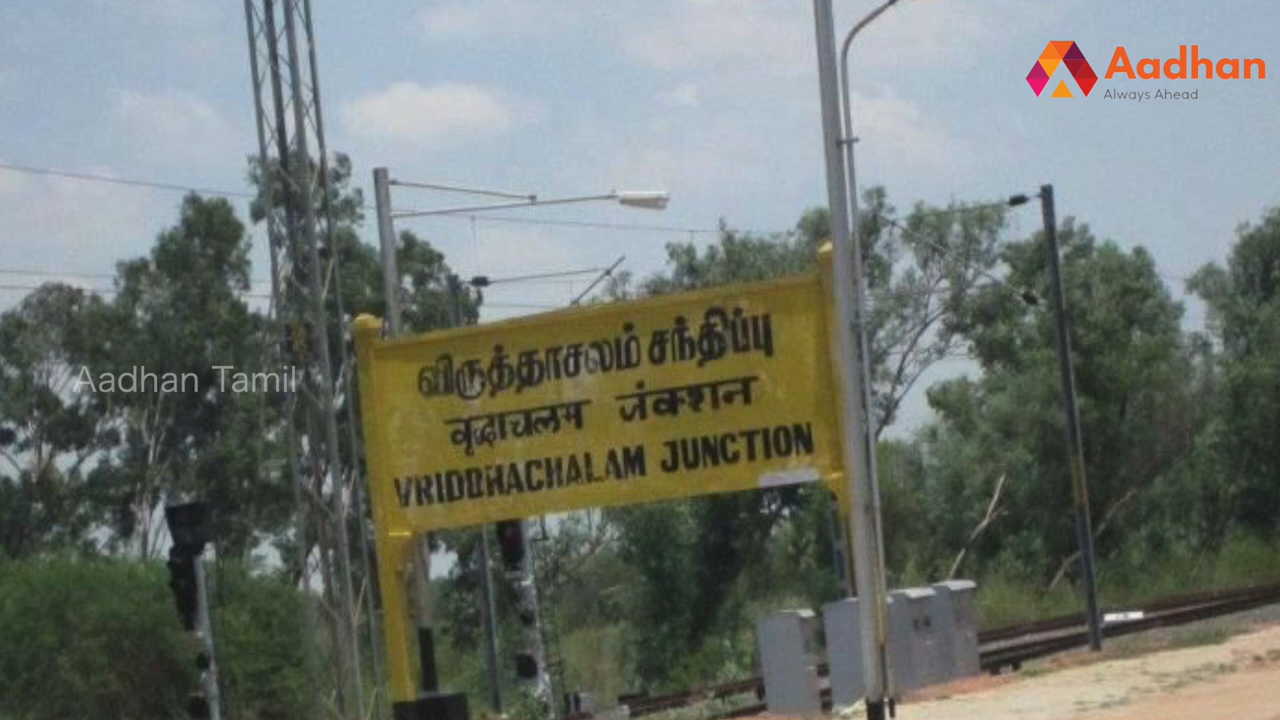 Aadhan
Always Ahead
Aadhan Tamil
விருத்தாசலம் சந்திப்பு
वृद्धाचलम जंक्शन
VRIDDHACHALAM JUNCTION